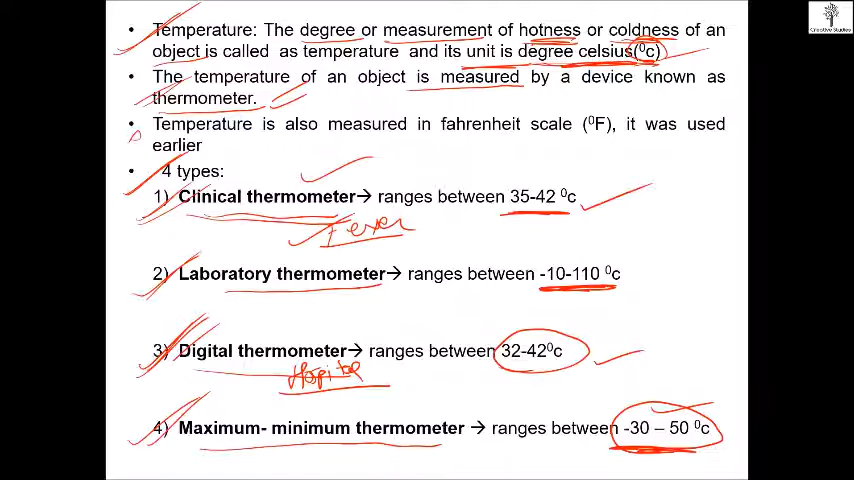 Creative Studies
• Temperature: The degree or measurement of hotness or coldness of an
object is called as temperature and its unit is degree celsius(⁰c)
• The temperature of an object is measured by a device known as
thermometer.
• Temperature is also measured in fahrenheit scale (⁰F), it was used
earlier
• 4 types:
1) Clinical thermometer→ ranges between 35-42 ⁰c
Fever
2) Laboratory thermometer→ ranges between -10-110 ⁰c
3) Digital thermometer→ ranges between 32-42⁰c
Hospital
4) Maximum- minimum thermometer → ranges between -30 – 50 ⁰c